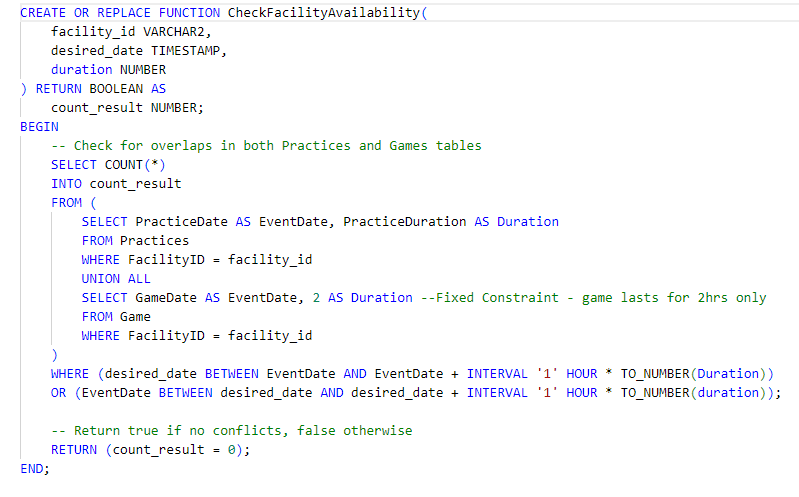 CREATE OR REPLACE FUNCTION CheckFacilityAvailability(
    facility_id VARCHAR2,
    desired_date TIMESTAMP,
    duration NUMBER
) RETURN BOOLEAN AS
    count_result NUMBER;
BEGIN
    -- Check for overlaps in both Practices and Games tables
    SELECT COUNT(*)
    INTO count_result
    FROM (
        SELECT PracticeDate AS EventDate, PracticeDuration AS Duration
        FROM Practices
        WHERE FacilityID = facility_id
        UNION ALL
        SELECT GameDate AS EventDate, 2 AS Duration --Fixed Constraint - game lasts for 2hrs only
        FROM Game
        WHERE FacilityID = facility_id
    )
    WHERE (desired_date BETWEEN EventDate AND EventDate + INTERVAL '1' HOUR * TO_NUMBER(Duration))
    OR (EventDate BETWEEN desired_date AND desired_date + INTERVAL '1' HOUR * TO_NUMBER(duration));
    -- Return true if no conflicts, false otherwise
    RETURN (count_result = 0);
END;